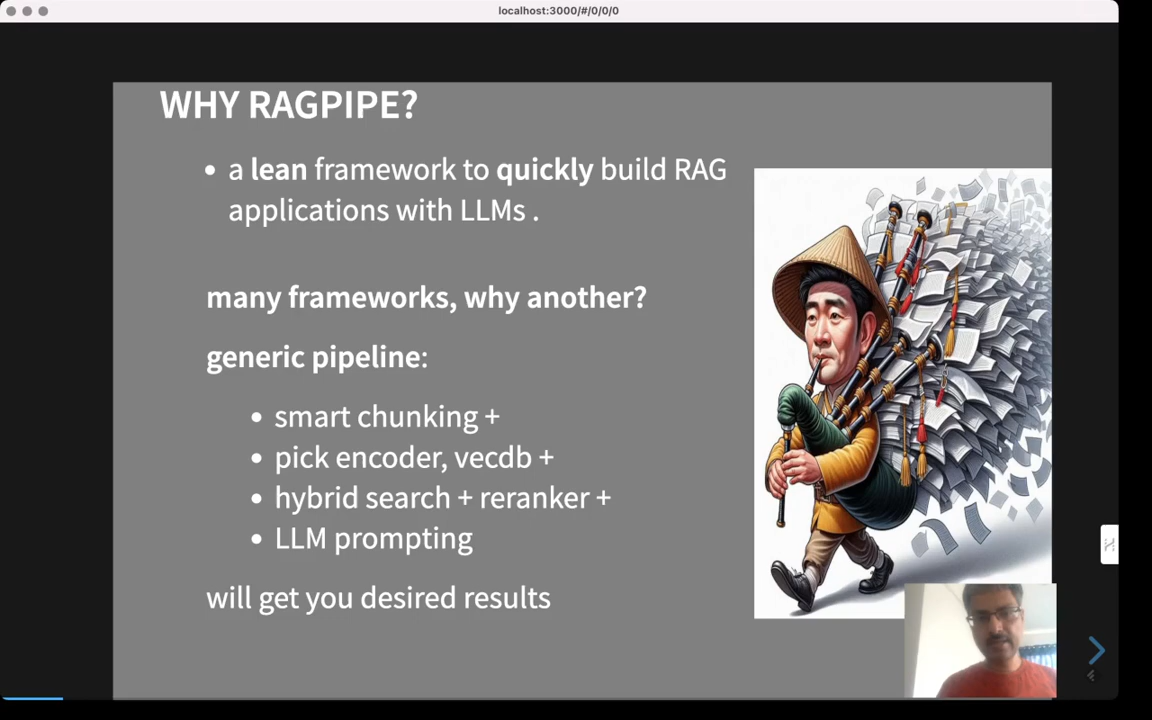 localhost:3000/#/0/0/0
WHY RAGPIPE?
• a lean framework to quickly build RAG
applications with LLMs .
many frameworks, why another?
generic pipeline:
• smart chunking +
• pick encoder, vecdb +
• hybrid search + reranker +
• LLM prompting
will get you desired results